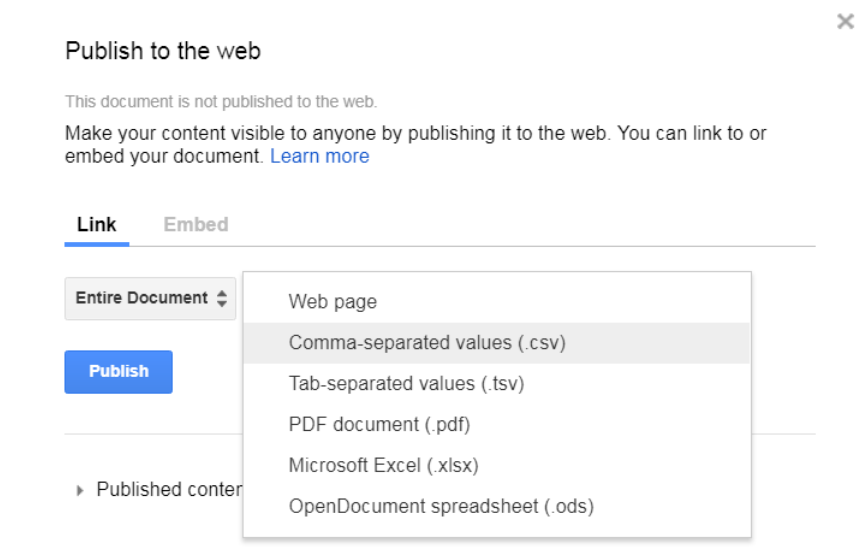 Publish to the web
This document is not published to the web.
Make your content visible to anyone by publishing it to the web. You can link to or
embed your document. Learn more
Link Embed
Entire Document
Web page
Comma-separated values (.csv)
Publish
Tab-separated values (.tsv)
PDF document (.pdf)
Microsoft Excel (.xlsx)
Published
OpenDocument spreadsheet (.ods)